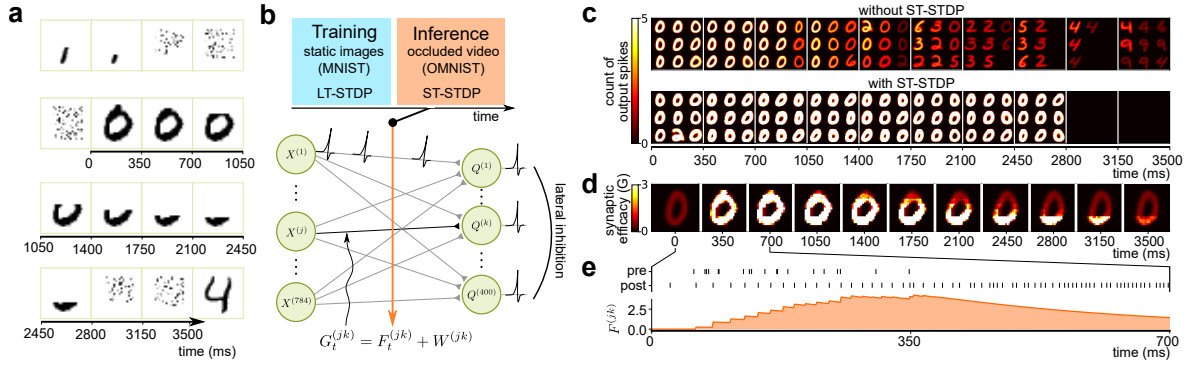 a
0 350 700 1050
1050 1400 1750 2100 2450
2450 2800 3150 3500
time (ms)
b
Training
static images
(MNIST)
LT-STDP
Inference
occluded video
(OMNIST)
ST-STDP
time
X^{(1)}
X^{(j)}
X^{(784)}
Q^{(1)}
Q^{(k)}
Q^{(400)}
lateral inhibition
G_t^{(jk)} = F_t^{(jk)} + W^{(jk)}
c
without ST-STDP
with ST-STDP
count of
output spikes
5
0
0 350 700 1050 1400 1750 2100 2450 2800 3150 3500
time (ms)
d
synaptic
efficacy (G)
3
0
0 350 700 1050 1400 1750 2100 2450 2800 3150 3500
time (ms)
e
pre
post
F^{(jk)}
2.5
0.0
0 350 700
time (ms)